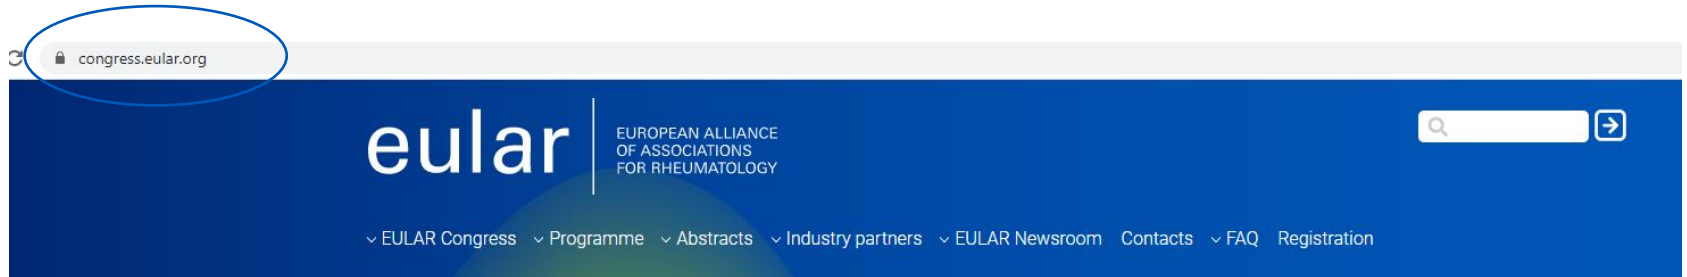 congress.eular.org
eular
EUROPEAN ALLIANCE
OF ASSOCIATIONS
FOR RHEUMATOLOGY
EULAR Congress Programme Abstracts Industry partners EULAR Newsroom Contacts FAQ Registration